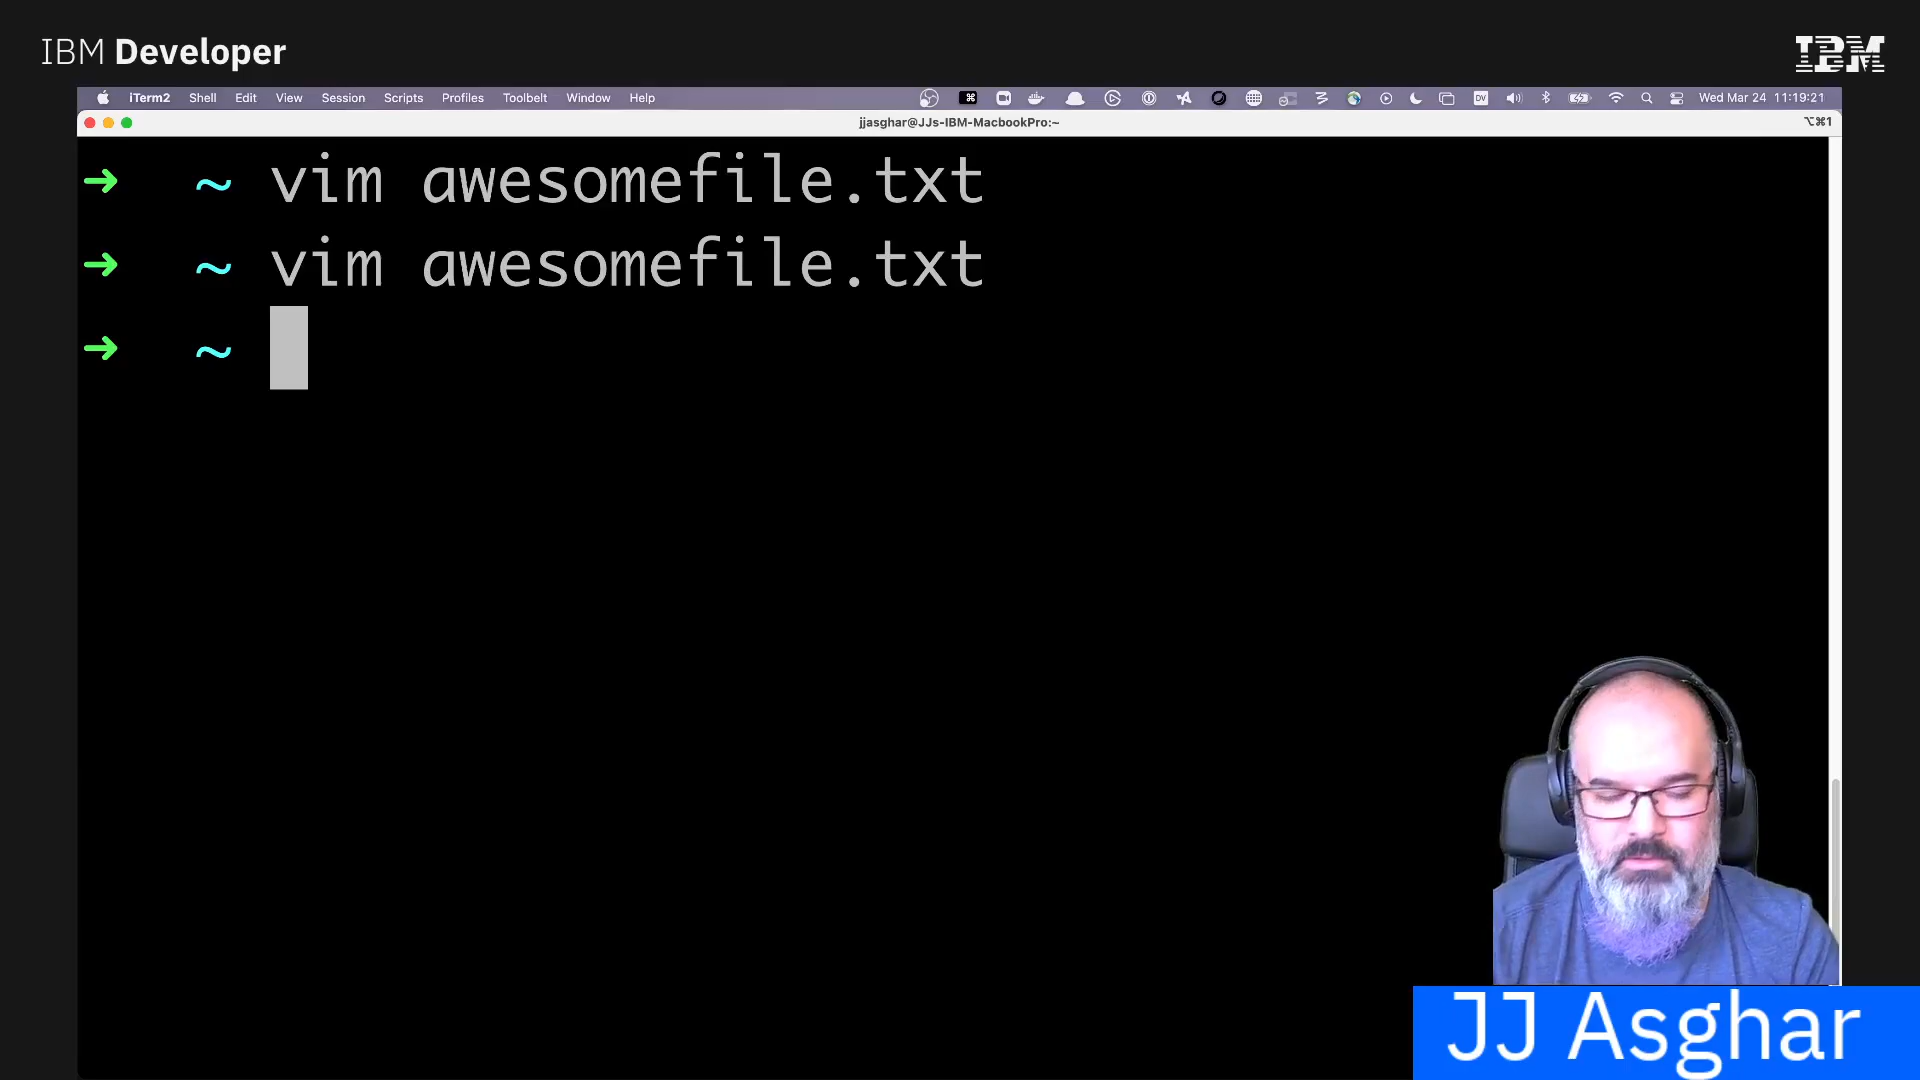 IBM Developer
IBM
iTerm2 Shell Edit View Session Scripts Profiles Toolbelt Window Help
DV
Wed Mar 24 11:19:21
jjasghar@JJs-IBM-MacbookPro:~
⌥⌘1
➜ ~ vim awesomefile.txt
➜ ~ vim awesomefile.txt
➜ ~
JJ Asghar